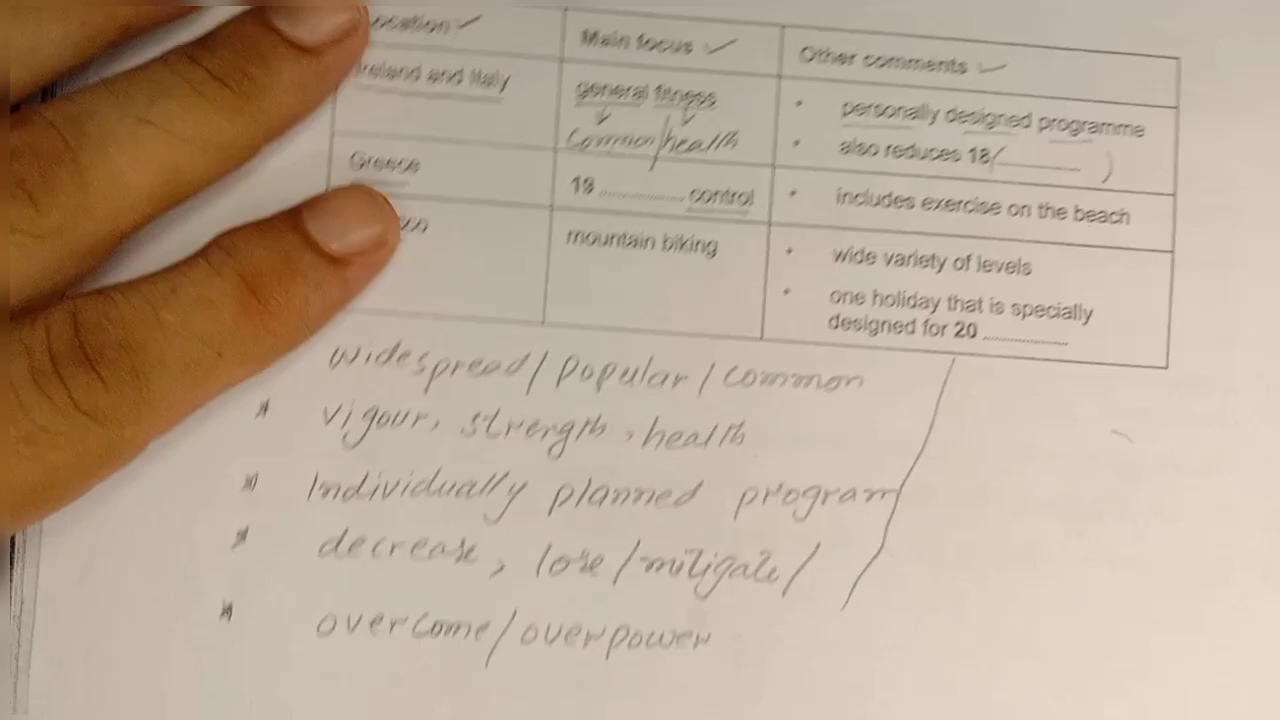 Location ✓ Main focus ✓ Other comments ✓
Ireland and Italy general fitness • personally designed programme
Common/health • also reduces 18(________)
Greece 19 ............... control • includes exercise on the beach
mountain biking • wide variety of levels
• one holiday that is specially
designed for 20 ...............
widespread/popular/common
* vigour, strength, health
* Individually planned program
* decrease, lose/mitigate/
* overcome/overpower